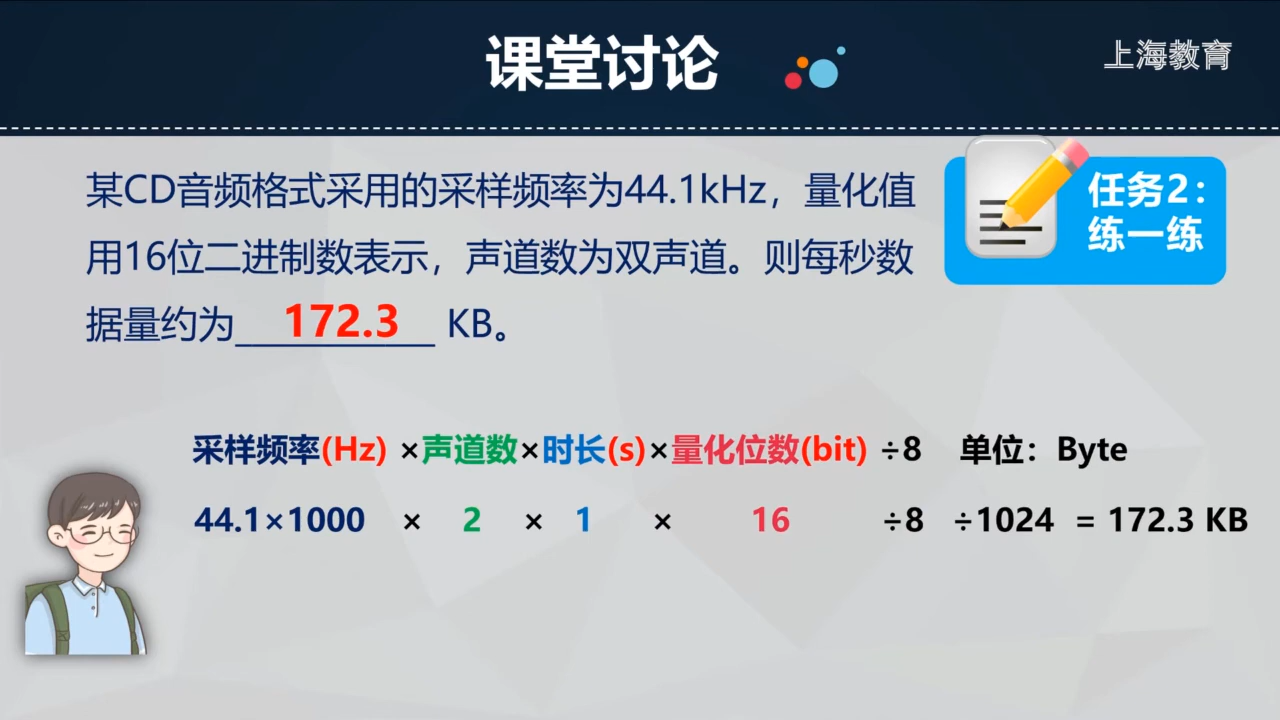 课堂讨论
上海教育
某CD音频格式采用的采样频率为44.1kHz，量化值
用16位二进制数表示，声道数为双声道。则每秒数
据量约为 172.3 KB。
任务2：
练一练
采样频率(Hz) ×声道数×时长(s)×量化位数(bit) ÷8 单位：Byte
44.1×1000 × 2 × 1 × 16 ÷8 ÷1024 = 172.3 KB